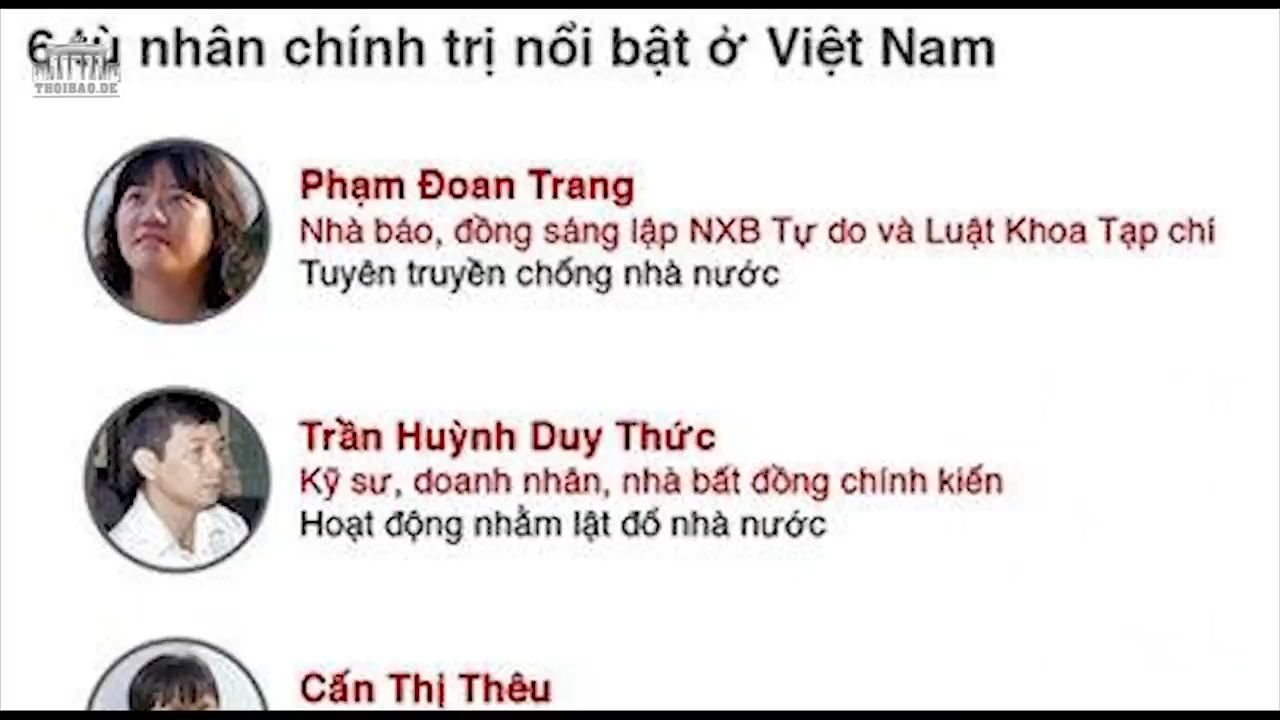 6 tù nhân chính trị nổi bật ở Việt Nam
THOIBAO.DE
Phạm Đoan Trang
Nhà báo, đồng sáng lập NXB Tự do và Luật Khoa Tạp chí
Tuyên truyền chống nhà nước
Trần Huỳnh Duy Thức
Kỹ sư, doanh nhân, nhà bất đồng chính kiến
Hoạt động nhằm lật đổ nhà nước
Cấn Thị Thêu